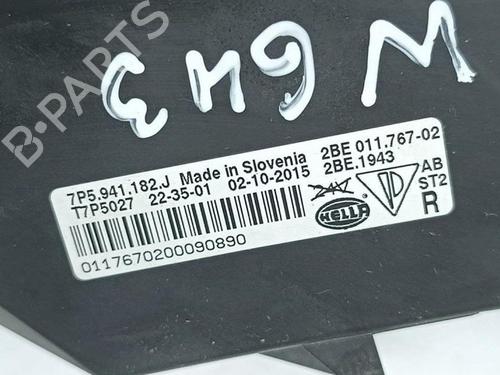 B-PARTS
W6H3
7P5.941.182.J Made in Slovenia 2BE 011.767-02
T7P5027 22-35-01 02-10-2015 2BE.1943
HELLA
AB
ST2
R
0117670200090890